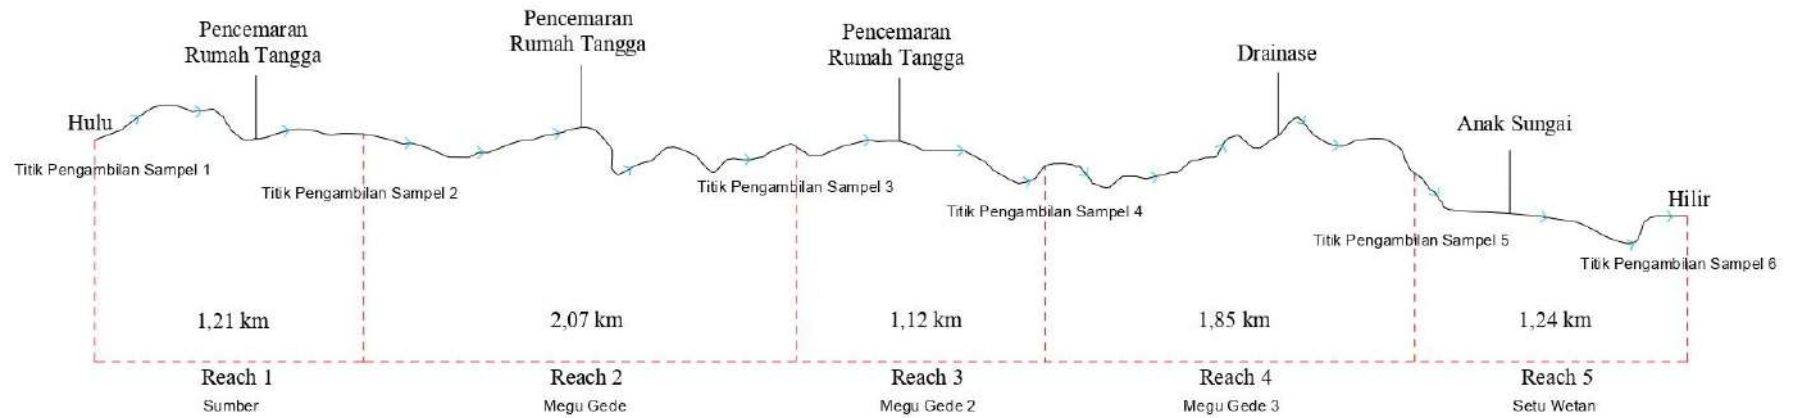 Pencemaran
Rumah Tangga
Pencemaran
Rumah Tangga
Pencemaran
Rumah Tangga
Drainase
Anak Sungai
Hulu
Hilir
Titik Pengambilan Sampel 1
Titik Pengambilan Sampel 2
Titik Pengambilan Sampel 3
Titik Pengambilan Sampel 4
Titik Pengambilan Sampel 5
Titik Pengambilan Sampel 6
1,21 km
2,07 km
1,12 km
1,85 km
1,24 km
Reach 1
Reach 2
Reach 3
Reach 4
Reach 5
Sumber
Megu Gede
Megu Gede 2
Megu Gede 3
Setu Wetan